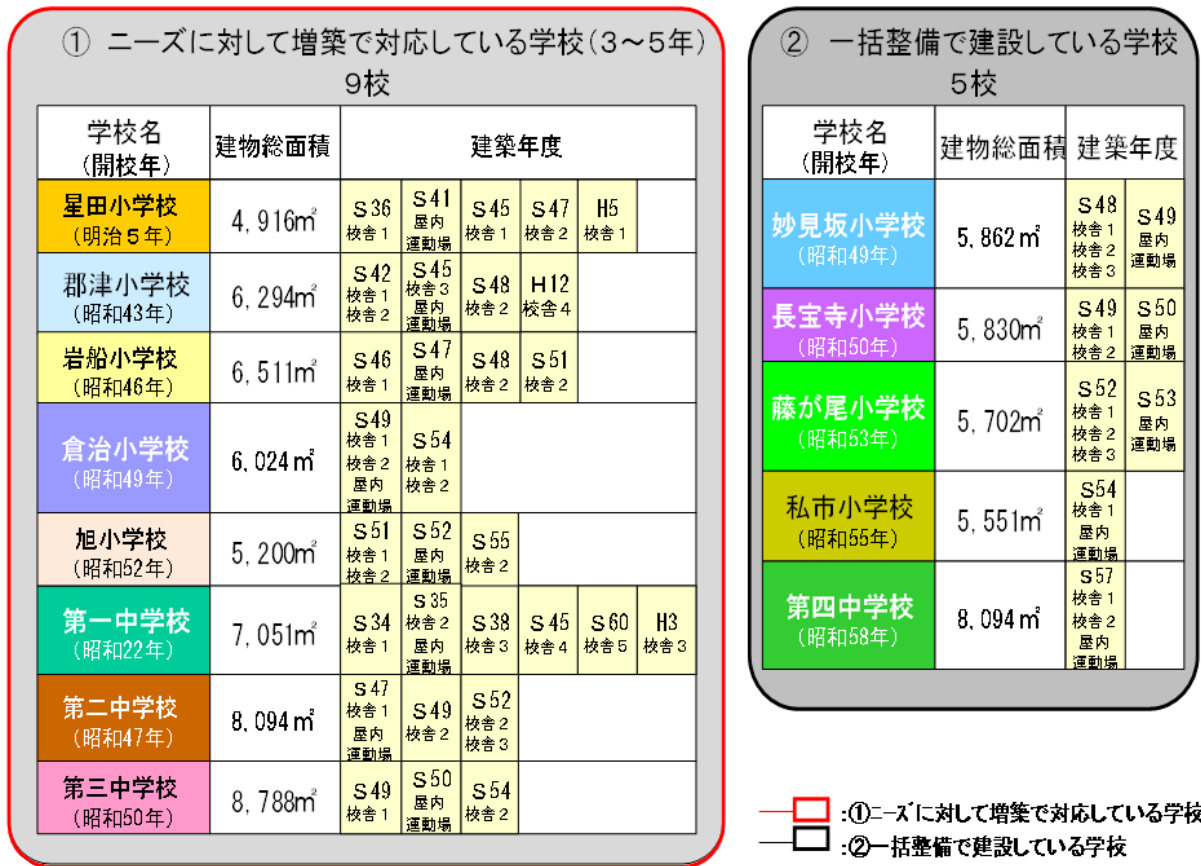 ① ニーズに対して増築で対応している学校(3～5年)
9校
学校名
(開校年)
建物総面積
建築年度
星田小学校
(明治5年)
4,916㎡
S36
校舎1
S41
屋内
運動場
S45
校舎1
S47
校舎2
H5
校舎1
郡津小学校
(昭和43年)
6,294㎡
S42
校舎1
校舎2
S45
校舎3
屋内
運動場
S48
校舎2
H12
校舎4
岩船小学校
(昭和46年)
6,511㎡
S46
校舎1
S47
屋内
運動場
S48
校舎2
S51
校舎2
倉治小学校
(昭和49年)
6,024㎡
S49
校舎1
校舎2
屋内
運動場
S54
校舎1
校舎2
旭小学校
(昭和52年)
5,200㎡
S51
校舎1
校舎2
S52
屋内
運動場
S55
校舎2
第一中学校
(昭和22年)
7,051㎡
S34
校舎1
S35
校舎2
屋内
運動場
S38
校舎3
S45
校舎4
S60
校舎5
H3
校舎3
第二中学校
(昭和47年)
8,094㎡
S47
校舎1
屋内
運動場
S49
校舎2
S52
校舎2
校舎3
第三中学校
(昭和50年)
8,788㎡
S49
校舎1
S50
屋内
運動場
S54
校舎2
② 一括整備で建設している学校
5校
学校名
(開校年)
建物総面積
建築年度
妙見坂小学校
(昭和49年)
5,862㎡
S48
校舎1
校舎2
校舎3
S49
屋内
運動場
長宝寺小学校
(昭和50年)
5,830㎡
S49
校舎1
校舎2
S50
屋内
運動場
藤が尾小学校
(昭和53年)
5,702㎡
S52
校舎1
校舎2
校舎3
S53
屋内
運動場
私市小学校
(昭和55年)
5,551㎡
S54
校舎1
屋内
運動場
第四中学校
(昭和58年)
8,094㎡
S57
校舎1
校舎2
屋内
運動場
:①ニーズに対して増築で対応している学校
:②一括整備で建設している学校